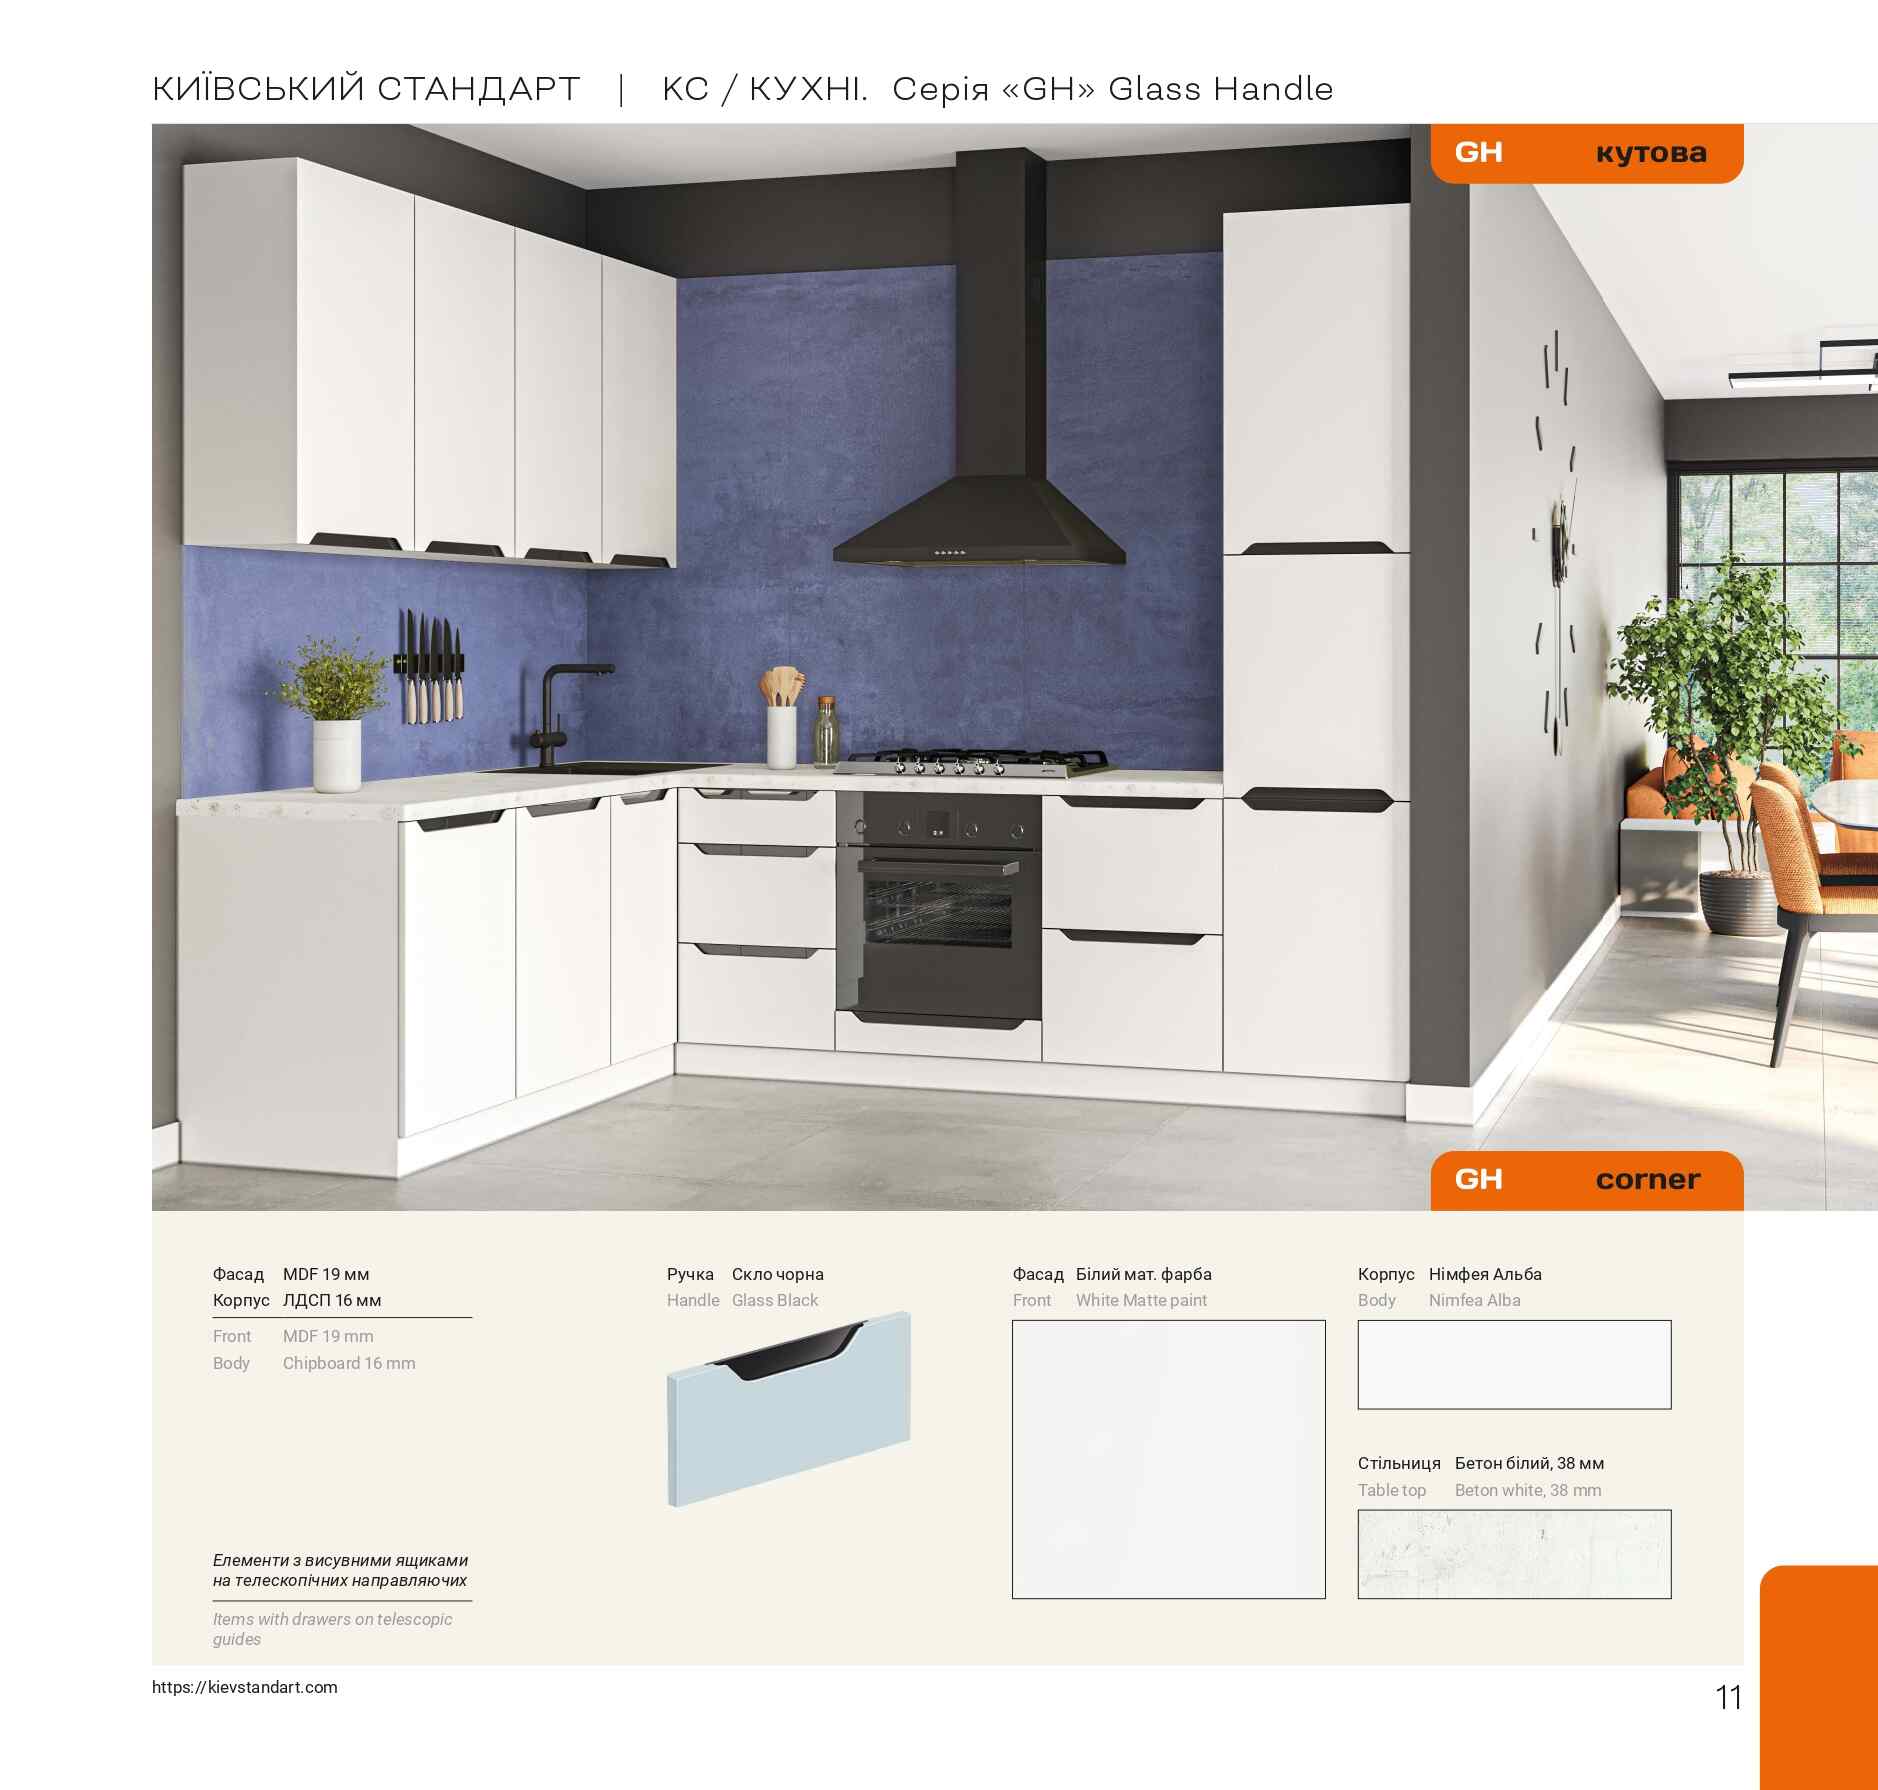 КИЇВСЬКИЙ СТАНДАРТ | КС / КУХНІ. Серія «GH» Glass Handle
GH кутова
GH corner
Фасад MDF 19 мм
Корпус ЛДСП 16 мм
Front MDF 19 mm
Body Chipboard 16 mm
Елементи з висувними ящиками
на телескопічних направляючих
Items with drawers on telescopic
guides
Ручка Скло чорна
Handle Glass Black
Фасад Білий мат. фарба
Front White Matte paint
Корпус Німфея Альба
Body Nimfea Alba
Стільниця Бетон білий, 38 мм
Table top Beton white, 38 mm
https://kievstandart.com
11